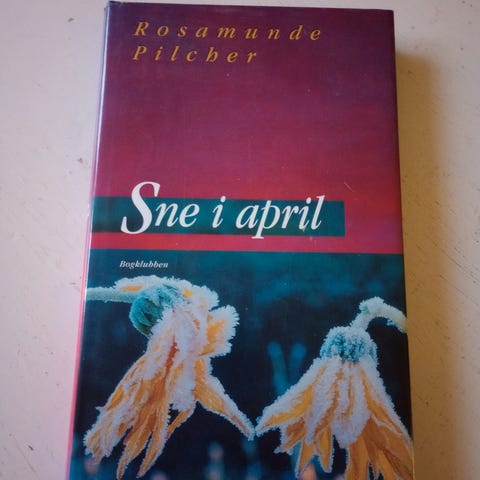 Rosamunde
Pilcher
Sne i april
Bogklubben